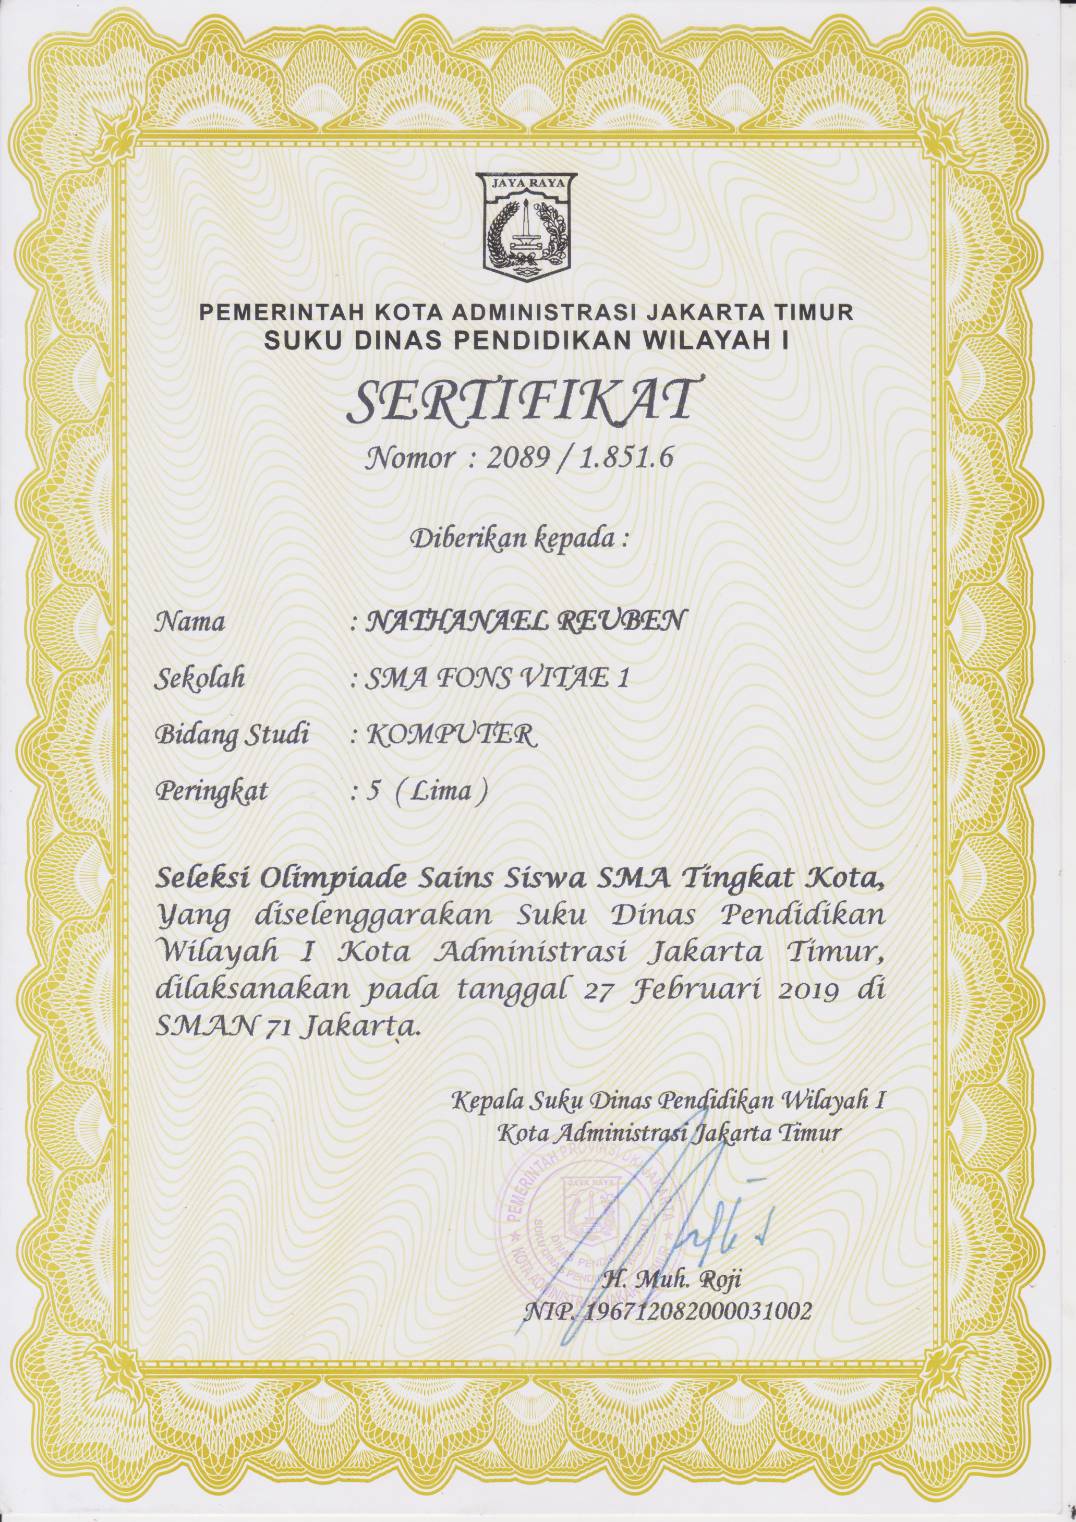 JAYA RAYA
PEMERINTAH KOTA ADMINISTRASI JAKARTA TIMUR
SUKU DINAS PENDIDIKAN WILAYAH I
SERTIFIKAT
Nomor : 2089 / 1.851.6
Diberikan kepada :
Nama : NATHANAEL REUBEN
Sekolah : SMA FONS VITAE 1
Bidang Studi : KOMPUTER
Peringkat : 5 ( Lima )
Seleksi Olimpiade Sains Siswa SMA Tingkat Kota,
Yang diselenggarakan Suku Dinas Pendidikan
Wilayah I Kota Administrasi Jakarta Timur,
dilaksanakan pada tanggal 27 Februari 2019 di
SMAN 71 Jakarta.
Kepala Suku Dinas Pendidikan Wilayah I
Kota Administrasi Jakarta Timur
PEMERINTAH PROVINSI DKI JAKARTA
JAYA RAYA
H. Muh. Roji
NIP. 196712082000031002